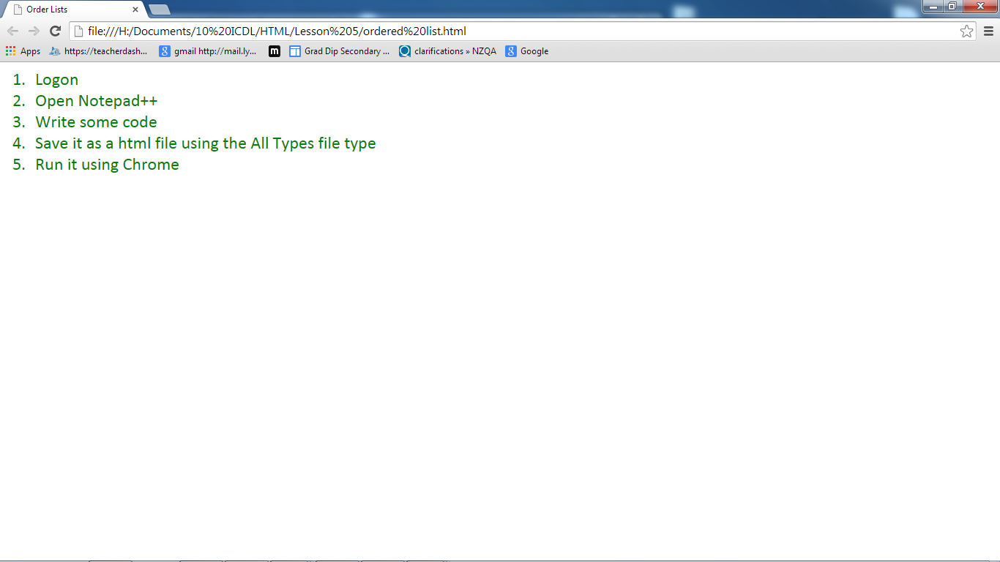 Order Lists
file:///H:/Documents/10%20ICDL/HTML/Lesson%205/ordered%20list.html
Apps https://teacherdash... gmail http://mail.ly... m Grad Dip Secondary ... clarifications » NZQA Google
1. Logon
2. Open Notepad++
3. Write some code
4. Save it as a html file using the All Types file type
5. Run it using Chrome